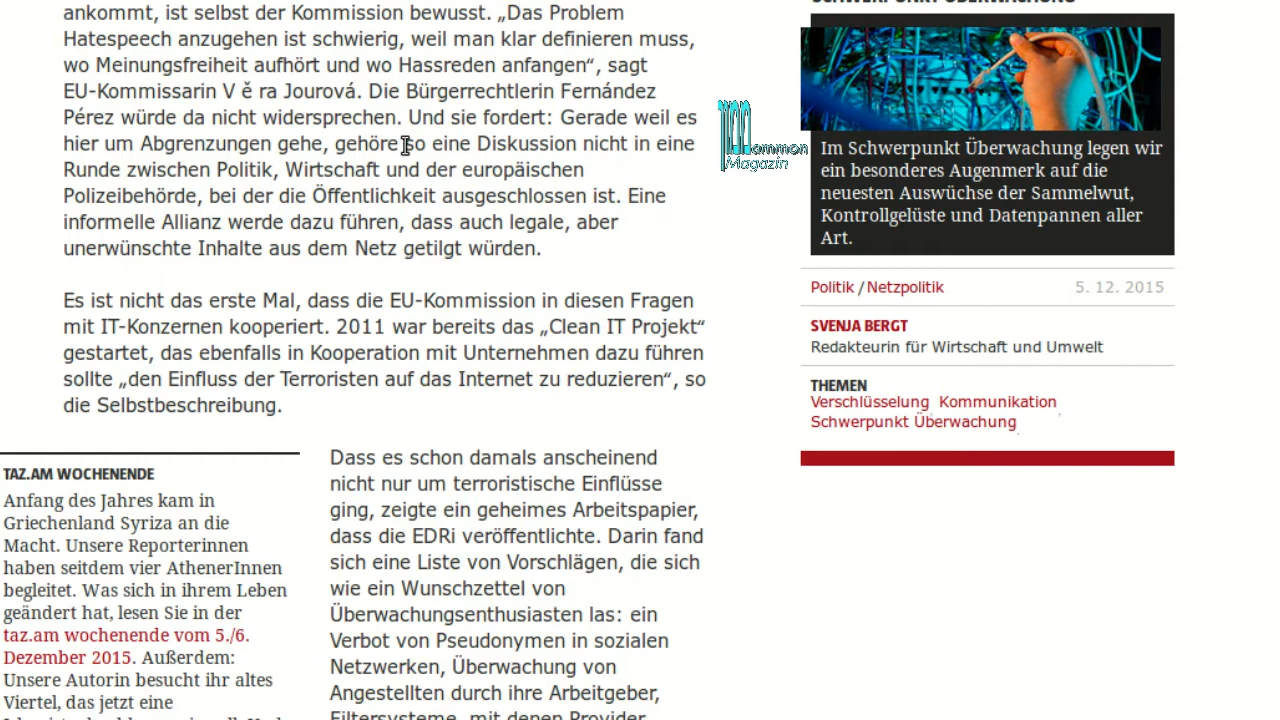 ankommt, ist selbst der Kommission bewusst. „Das Problem
Hatespeech anzugehen ist schwierig, weil man klar definieren muss,
wo Meinungsfreiheit aufhört und wo Hassreden anfangen“, sagt
EU-Kommissarin V ě ra Jourová. Die Bürgerrechtlerin Fernández
Pérez würde da nicht widersprechen. Und sie fordert: Gerade weil es
hier um Abgrenzungen gehe, gehöre so eine Diskussion nicht in eine
Runde zwischen Politik, Wirtschaft und der europäischen
Polizeibehörde, bei der die Öffentlichkeit ausgeschlossen ist. Eine
informelle Allianz werde dazu führen, dass auch legale, aber
unerwünschte Inhalte aus dem Netz getilgt würden.
Es ist nicht das erste Mal, dass die EU-Kommission in diesen Fragen
mit IT-Konzernen kooperiert. 2011 war bereits das „Clean IT Projekt“
gestartet, das ebenfalls in Kooperation mit Unternehmen dazu führen
sollte „den Einfluss der Terroristen auf das Internet zu reduzieren“, so
die Selbstbeschreibung.
TAZ.AM WOCHENENDE
Anfang des Jahres kam in
Griechenland Syriza an die
Macht. Unsere Reporterinnen
haben seitdem vier AthenerInnen
begleitet. Was sich in ihrem Leben
geändert hat, lesen Sie in der
taz.am wochenende vom 5./6.
Dezember 2015. Außerdem:
Unsere Autorin besucht ihr altes
Viertel, das jetzt eine
Dass es schon damals anscheinend
nicht nur um terroristische Einflüsse
ging, zeigte ein geheimes Arbeitspapier,
dass die EDRi veröffentlichte. Darin fand
sich eine Liste von Vorschlägen, die sich
wie ein Wunschzettel von
Überwachungsenthusiasten las: ein
Verbot von Pseudonymen in sozialen
Netzwerken, Überwachung von
Angestellten durch ihre Arbeitgeber,
Filtersysteme, mit denen Provider
SCHWERPUNKT ÜBERWACHUNG
Magazin
Im Schwerpunkt Überwachung legen wir
ein besonderes Augenmerk auf die
neuesten Auswüchse der Sammelwut,
Kontrollgelüste und Datenpannen aller
Art.
Politik / Netzpolitik 5. 12. 2015
SVENJA BERGT
Redakteurin für Wirtschaft und Umwelt
THEMEN
Verschlüsselung, Kommunikation,
Schwerpunkt Überwachung,